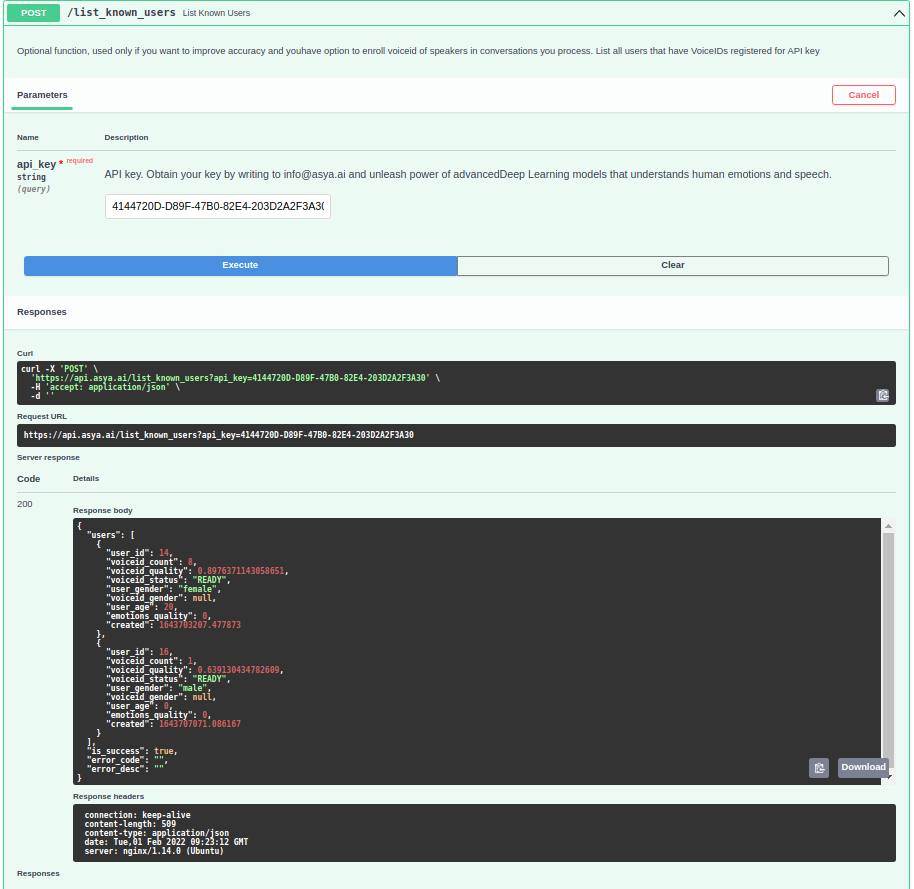 POST /list_known_users List Known Users
Optional function, used only if you want to improve accuracy and youhave option to enroll voiceid of speakers in conversations you process. List all users that have VoiceIDs registered for API key
Parameters
Cancel
Name Description
api_key * required
string
(query)
API key. Obtain your key by writing to info@asya.ai and unleash power of advancedDeep Learning models that understands human emotions and speech.
4144720D-D89F-47B0-82E4-203D2A2F3A30
Execute Clear
Responses
Curl
curl -X 'POST' \
'https://api.asya.ai/list_known_users?api_key=4144720D-D89F-47B0-82E4-203D2A2F3A30' \
-H 'accept: application/json' \
-d ''
Request URL
https://api.asya.ai/list_known_users?api_key=4144720D-D89F-47B0-82E4-203D2A2F3A30
Server response
Code Details
200
Response body
{
"users": [
{
"user_id": 14,
"voiceid_count": 8,
"voiceid_quality": 0.8976371143058651,
"voiceid_status": "READY",
"user_gender": "female",
"voiceid_gender": null,
"user_age": 20,
"emotions_quality": 0,
"created": 1643703207.477873
},
{
"user_id": 16,
"voiceid_count": 1,
"voiceid_quality": 0.639130434782609,
"voiceid_status": "READY",
"user_gender": "male",
"voiceid_gender": null,
"user_age": 0,
"emotions_quality": 0,
"created": 1643707071.086167
}
],
"is_success": true,
"error_code": "",
"error_desc": ""
}
Download
Response headers
connection: keep-alive
content-length: 509
content-type: application/json
date: Tue,01 Feb 2022 09:23:12 GMT
server: nginx/1.14.0 (Ubuntu)
Responses